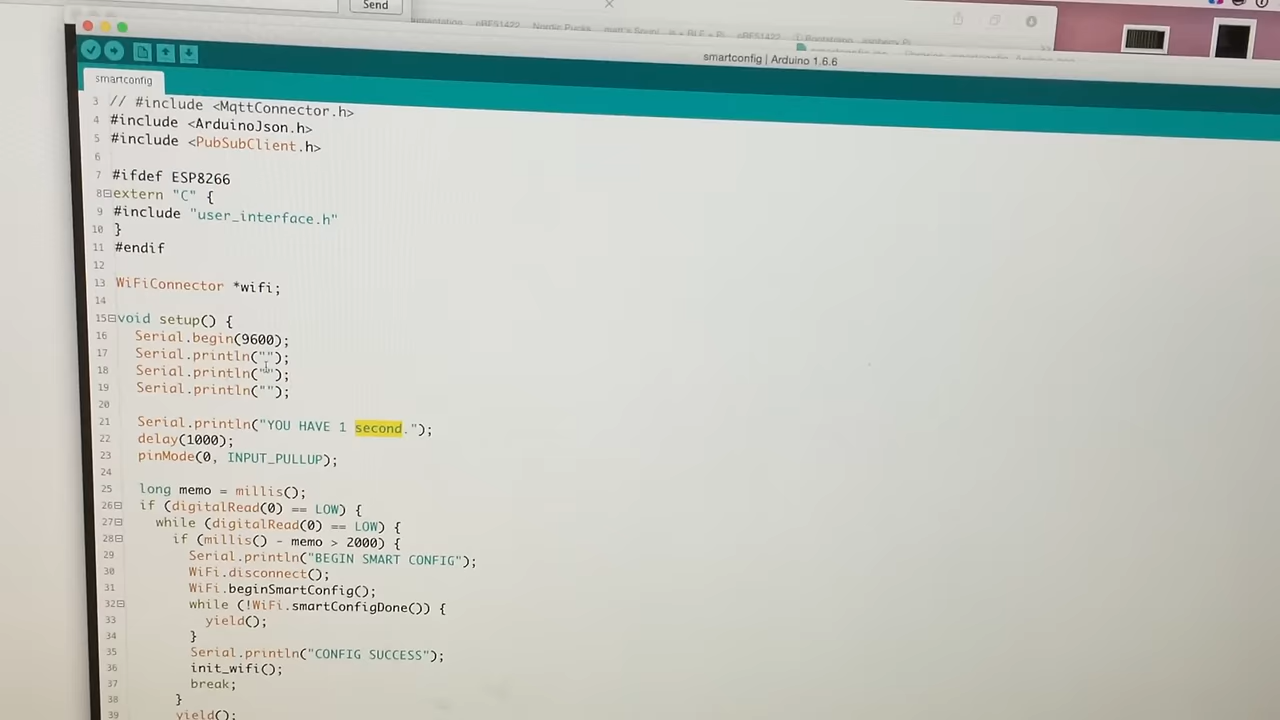 Send
smartconfig | Arduino 1.6.6
smartconfig
3 // #include <MqttConnector.h>
4 #include <ArduinoJson.h>
5 #include <PubSubClient.h>
6
7 #ifdef ESP8266
8 extern "C" {
9 #include "user_interface.h"
10 }
11 #endif
12
13 WiFiConnector *wifi;
14
15 void setup() {
16 Serial.begin(9600);
17 Serial.println("");
18 Serial.println("");
19 Serial.println("");
20
21 Serial.println("YOU HAVE 1 second.");
22 delay(1000);
23 pinMode(0, INPUT_PULLUP);
24
25 long memo = millis();
26 if (digitalRead(0) == LOW) {
27 while (digitalRead(0) == LOW) {
28 if (millis() - memo > 2000) {
29 Serial.println("BEGIN SMART CONFIG");
30 WiFi.disconnect();
31 WiFi.beginSmartConfig();
32 while (!WiFi.smartConfigDone()) {
33 yield();
34 }
35 Serial.println("CONFIG SUCCESS");
36 init_wifi();
37 break;
38 }
39 yield();